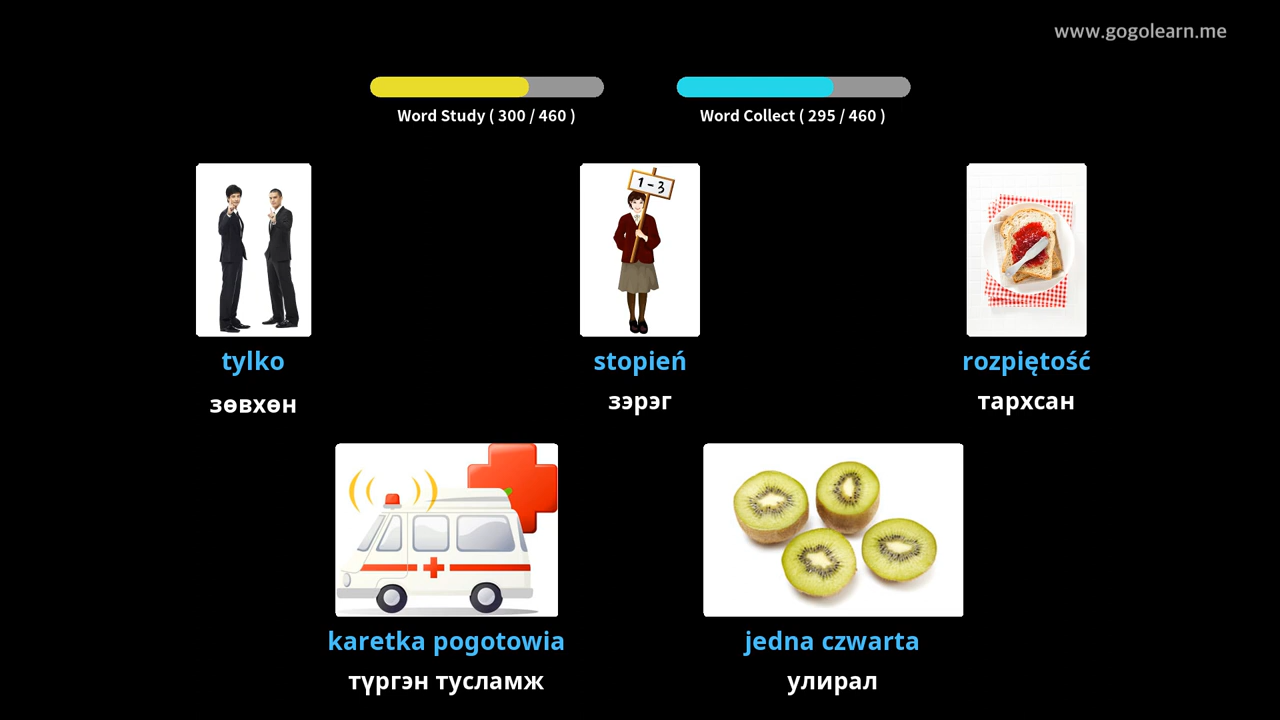 www.gogolearn.me
Word Study ( 300 / 460 )
Word Collect ( 295 / 460 )
1 - 3
tylko
stopień
rozpiętość
зөвхөн
зэрэг
тархсан
karetka pogotowia
jedna czwarta
түргэн тусламж
улирал